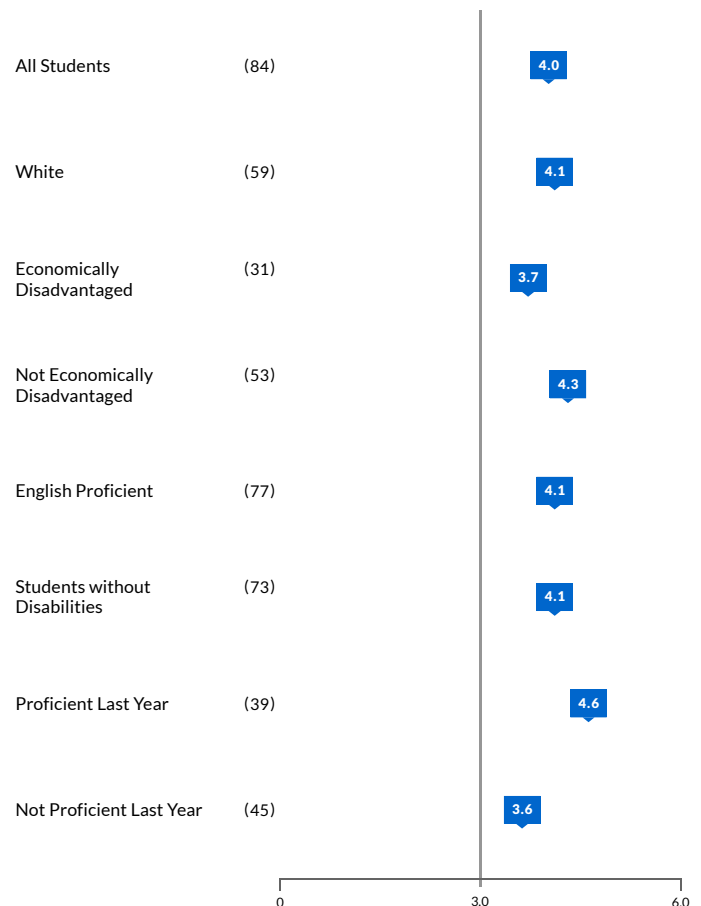 All Students (84) 4.0
White (59) 4.1
Economically (31)
Disadvantaged 3.7
Not Economically (53)
Disadvantaged 4.3
English Proficient (77) 4.1
Students without (73)
Disabilities 4.1
Proficient Last Year (39) 4.6
Not Proficient Last Year (45) 3.6
0 3.0 6.0